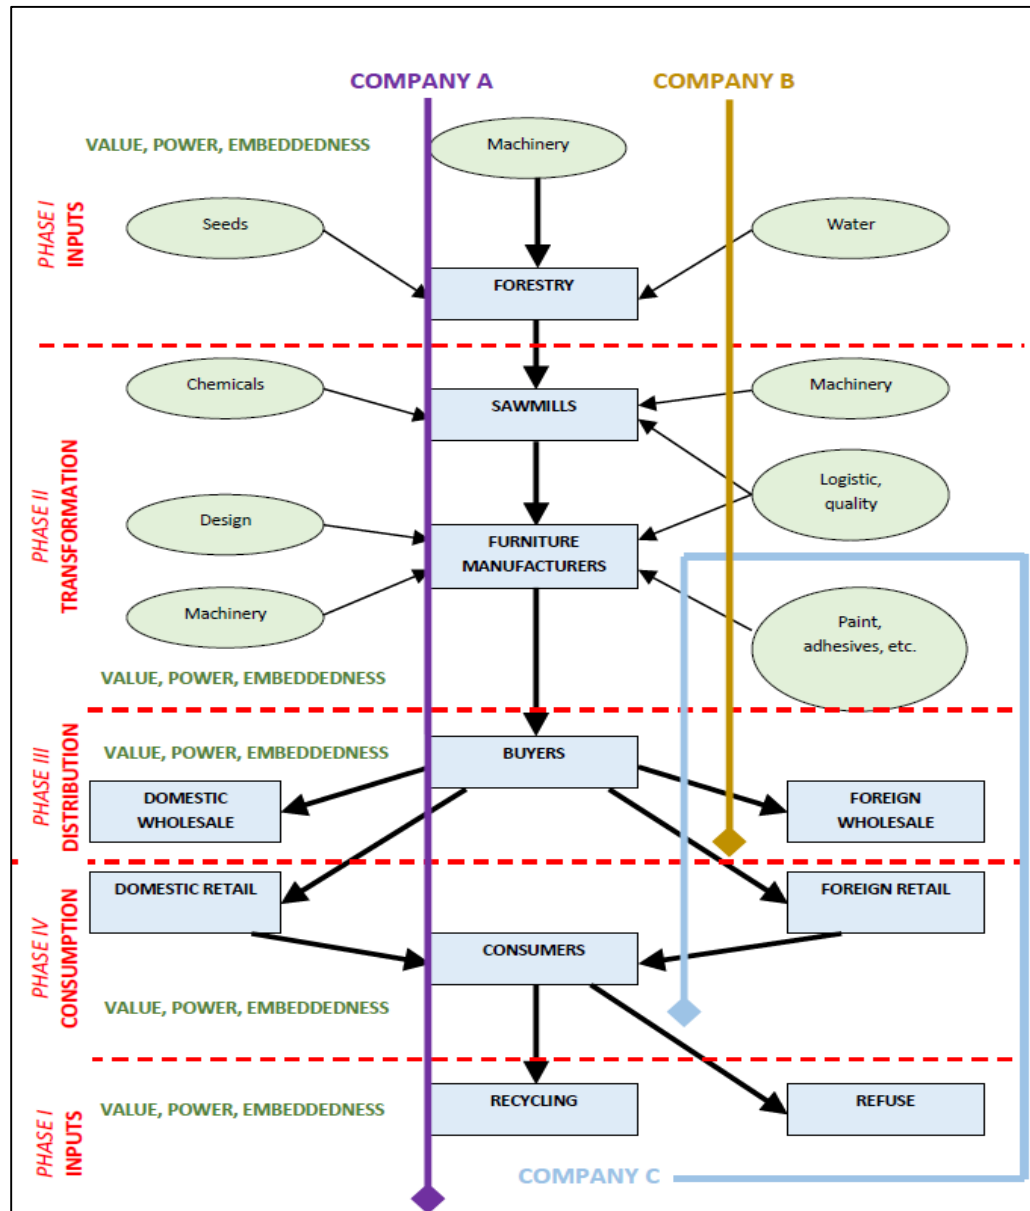 COMPANY A
COMPANY B
VALUE, POWER, EMBEDDEDNESS
Machinery
PHASE I
INPUTS
Seeds
Water
FORESTRY
Chemicals
Machinery
SAWMILLS
PHASE II
TRANSFORMATION
Logistic,
quality
Design
FURNITURE
MANUFACTURERS
Machinery
Paint,
adhesives, etc.
VALUE, POWER, EMBEDDEDNESS
PHASE III
DISTRIBUTION
VALUE, POWER, EMBEDDEDNESS
BUYERS
DOMESTIC
WHOLESALE
FOREIGN
WHOLESALE
PHASE IV
CONSUMPTION
DOMESTIC RETAIL
FOREIGN RETAIL
CONSUMERS
VALUE, POWER, EMBEDDEDNESS
PHASE I
INPUTS
VALUE, POWER, EMBEDDEDNESS
RECYCLING
REFUSE
COMPANY C